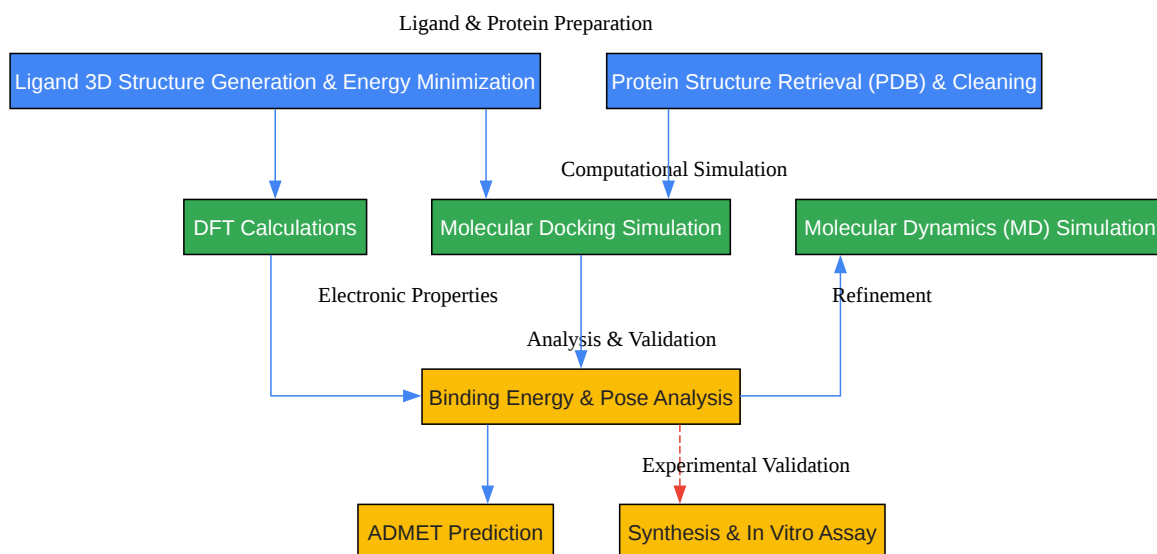 Ligand & Protein Preparation
Ligand 3D Structure Generation & Energy Minimization
Protein Structure Retrieval (PDB) & Cleaning
Computational Simulation
DFT Calculations
Molecular Docking Simulation
Molecular Dynamics (MD) Simulation
Electronic Properties
Refinement
Analysis & Validation
Binding Energy & Pose Analysis
Experimental Validation
ADMET Prediction
Synthesis & In Vitro Assay